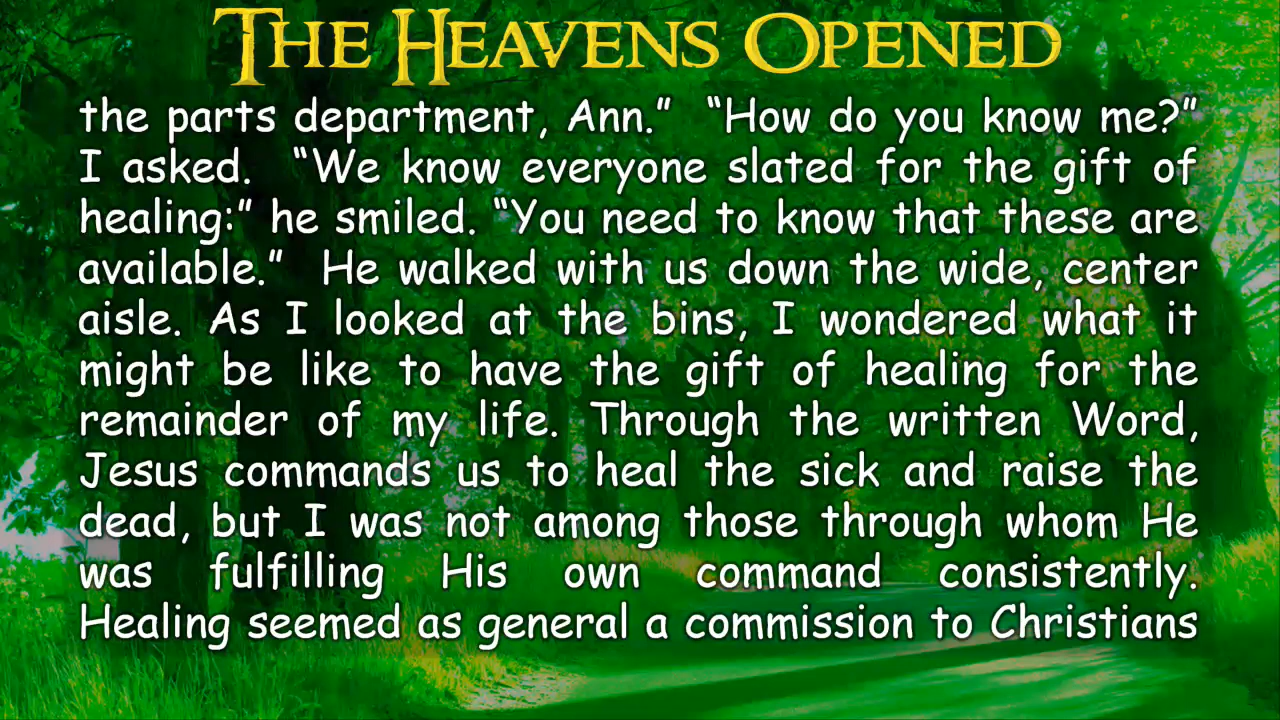 THE HEAVENS OPENED
the parts department, Ann.” “How do you know me?”
I asked. “We know everyone slated for the gift of
healing:” he smiled. “You need to know that these are
available.” He walked with us down the wide, center
aisle. As I looked at the bins, I wondered what it
might be like to have the gift of healing for the
remainder of my life. Through the written Word,
Jesus commands us to heal the sick and raise the
dead, but I was not among those through whom He
was fulfilling His own command consistently.
Healing seemed as general a commission to Christians